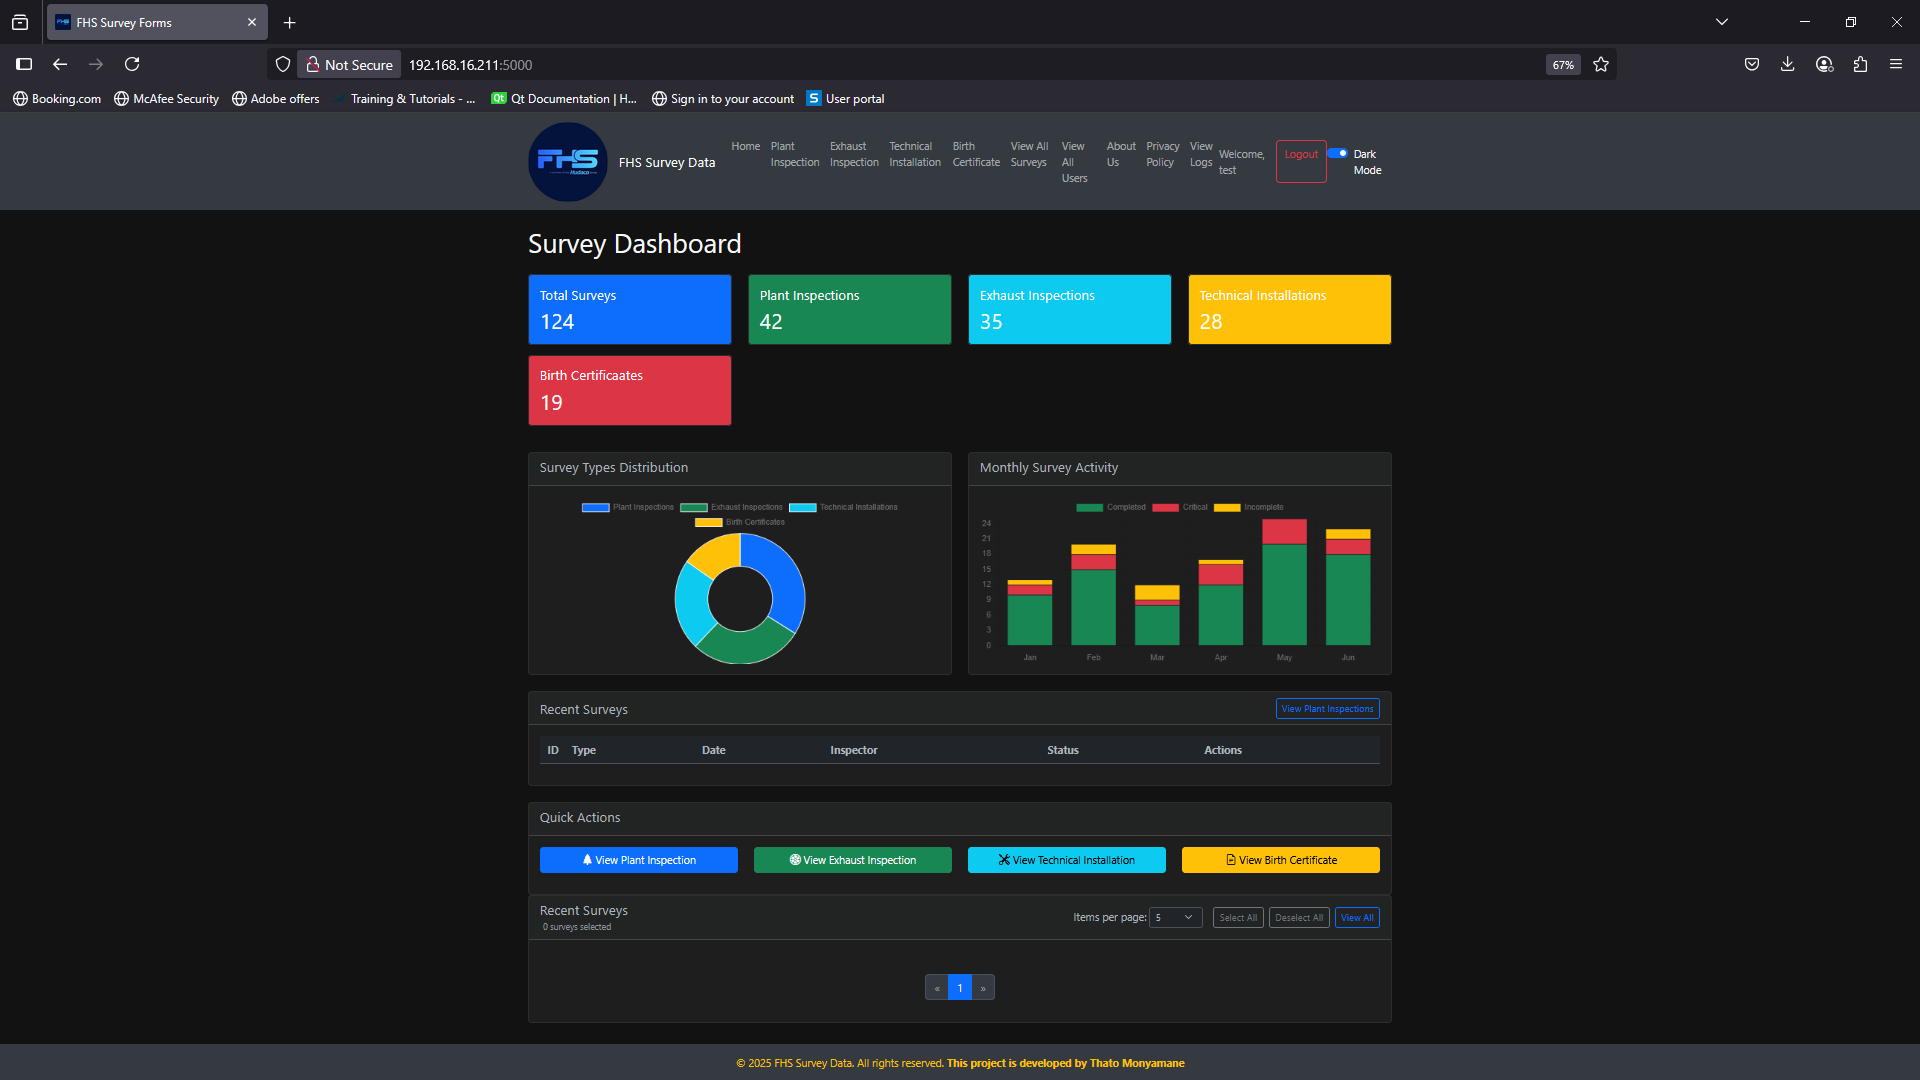 FHS Survey Forms
Not Secure 192.168.16.211:5000 67%
Booking.com McAfee Security Adobe offers Training & Tutorials - ... Qt Documentation | H... Sign in to your account User portal
FHS Hudaco FHS Survey Data
Home
Plant Inspection
Exhaust Inspection
Technical Installation
Birth Certificate
View All Surveys
View All Users
About Us
Privacy Policy
View Logs
Welcome, test
Logout
Dark Mode
Survey Dashboard
Total Surveys
124
Plant Inspections
42
Exhaust Inspections
35
Technical Installations
28
Birth Certificaates
19
Survey Types Distribution
Plant Inspections Exhaust Inspections Technical Installations
Birth Certificates
Monthly Survey Activity
Completed Critical Incomplete
24
21
18
15
12
9
6
3
0
Jan Feb Mar Apr May Jun
Recent Surveys View Plant Inspections
ID Type Date Inspector Status Actions
Quick Actions
View Plant Inspection View Exhaust Inspection View Technical Installation View Birth Certificate
Recent Surveys
0 surveys selected
Items per page: 5 Select All Deselect All View All
« 1 »
© 2025 FHS Survey Data. All rights reserved. This project is developed by Thato Monyamane